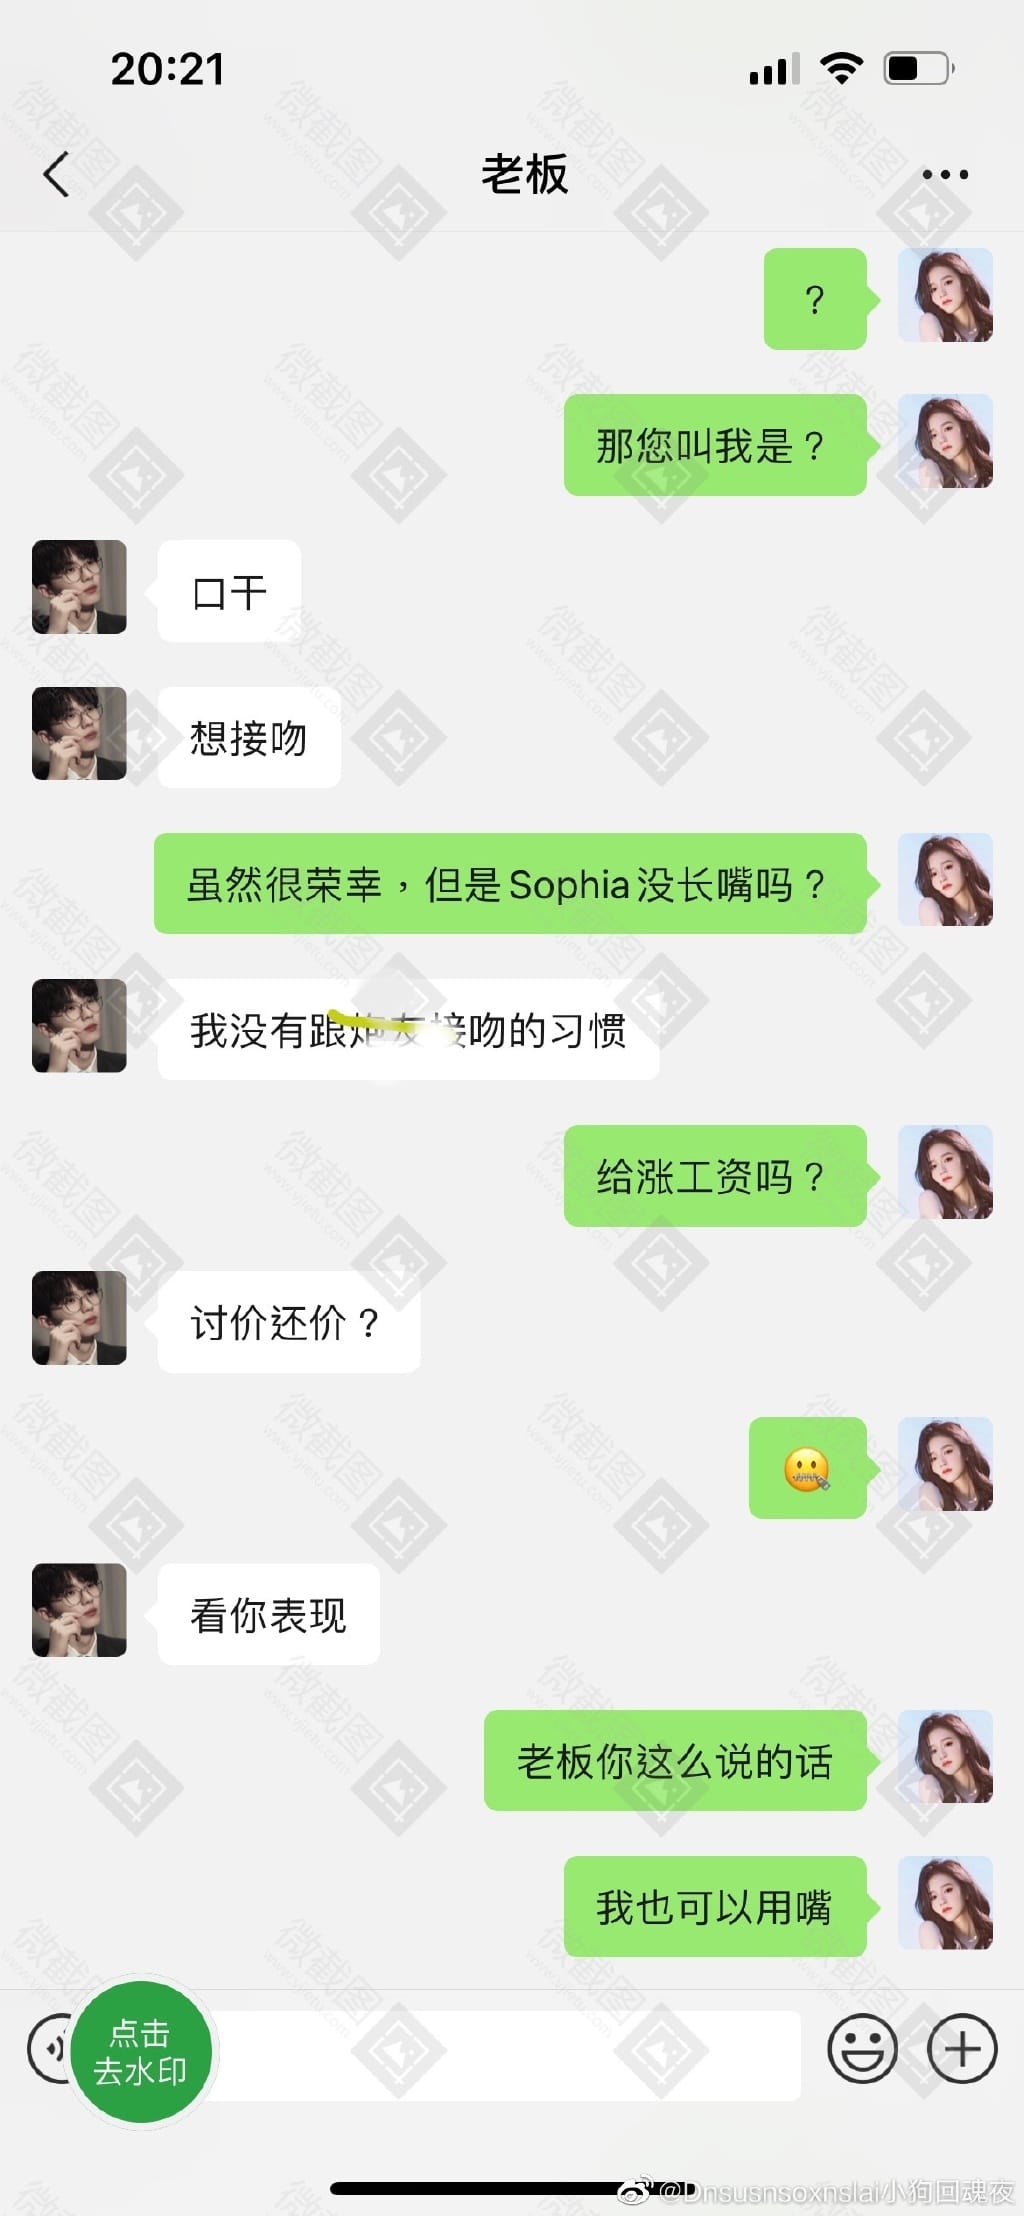 20:21
老板
?
那您叫我是?
口干
想接吻
虽然很荣幸，但是Sophia没长嘴吗?
我没有跟炮友接吻的习惯
给涨工资吗?
讨价还价?
看你表现
老板你这么说的话
我也可以用嘴
点击
去水印
@Dnsusnsoxnslai小狗回魂夜
微截图
www.vjietu.com